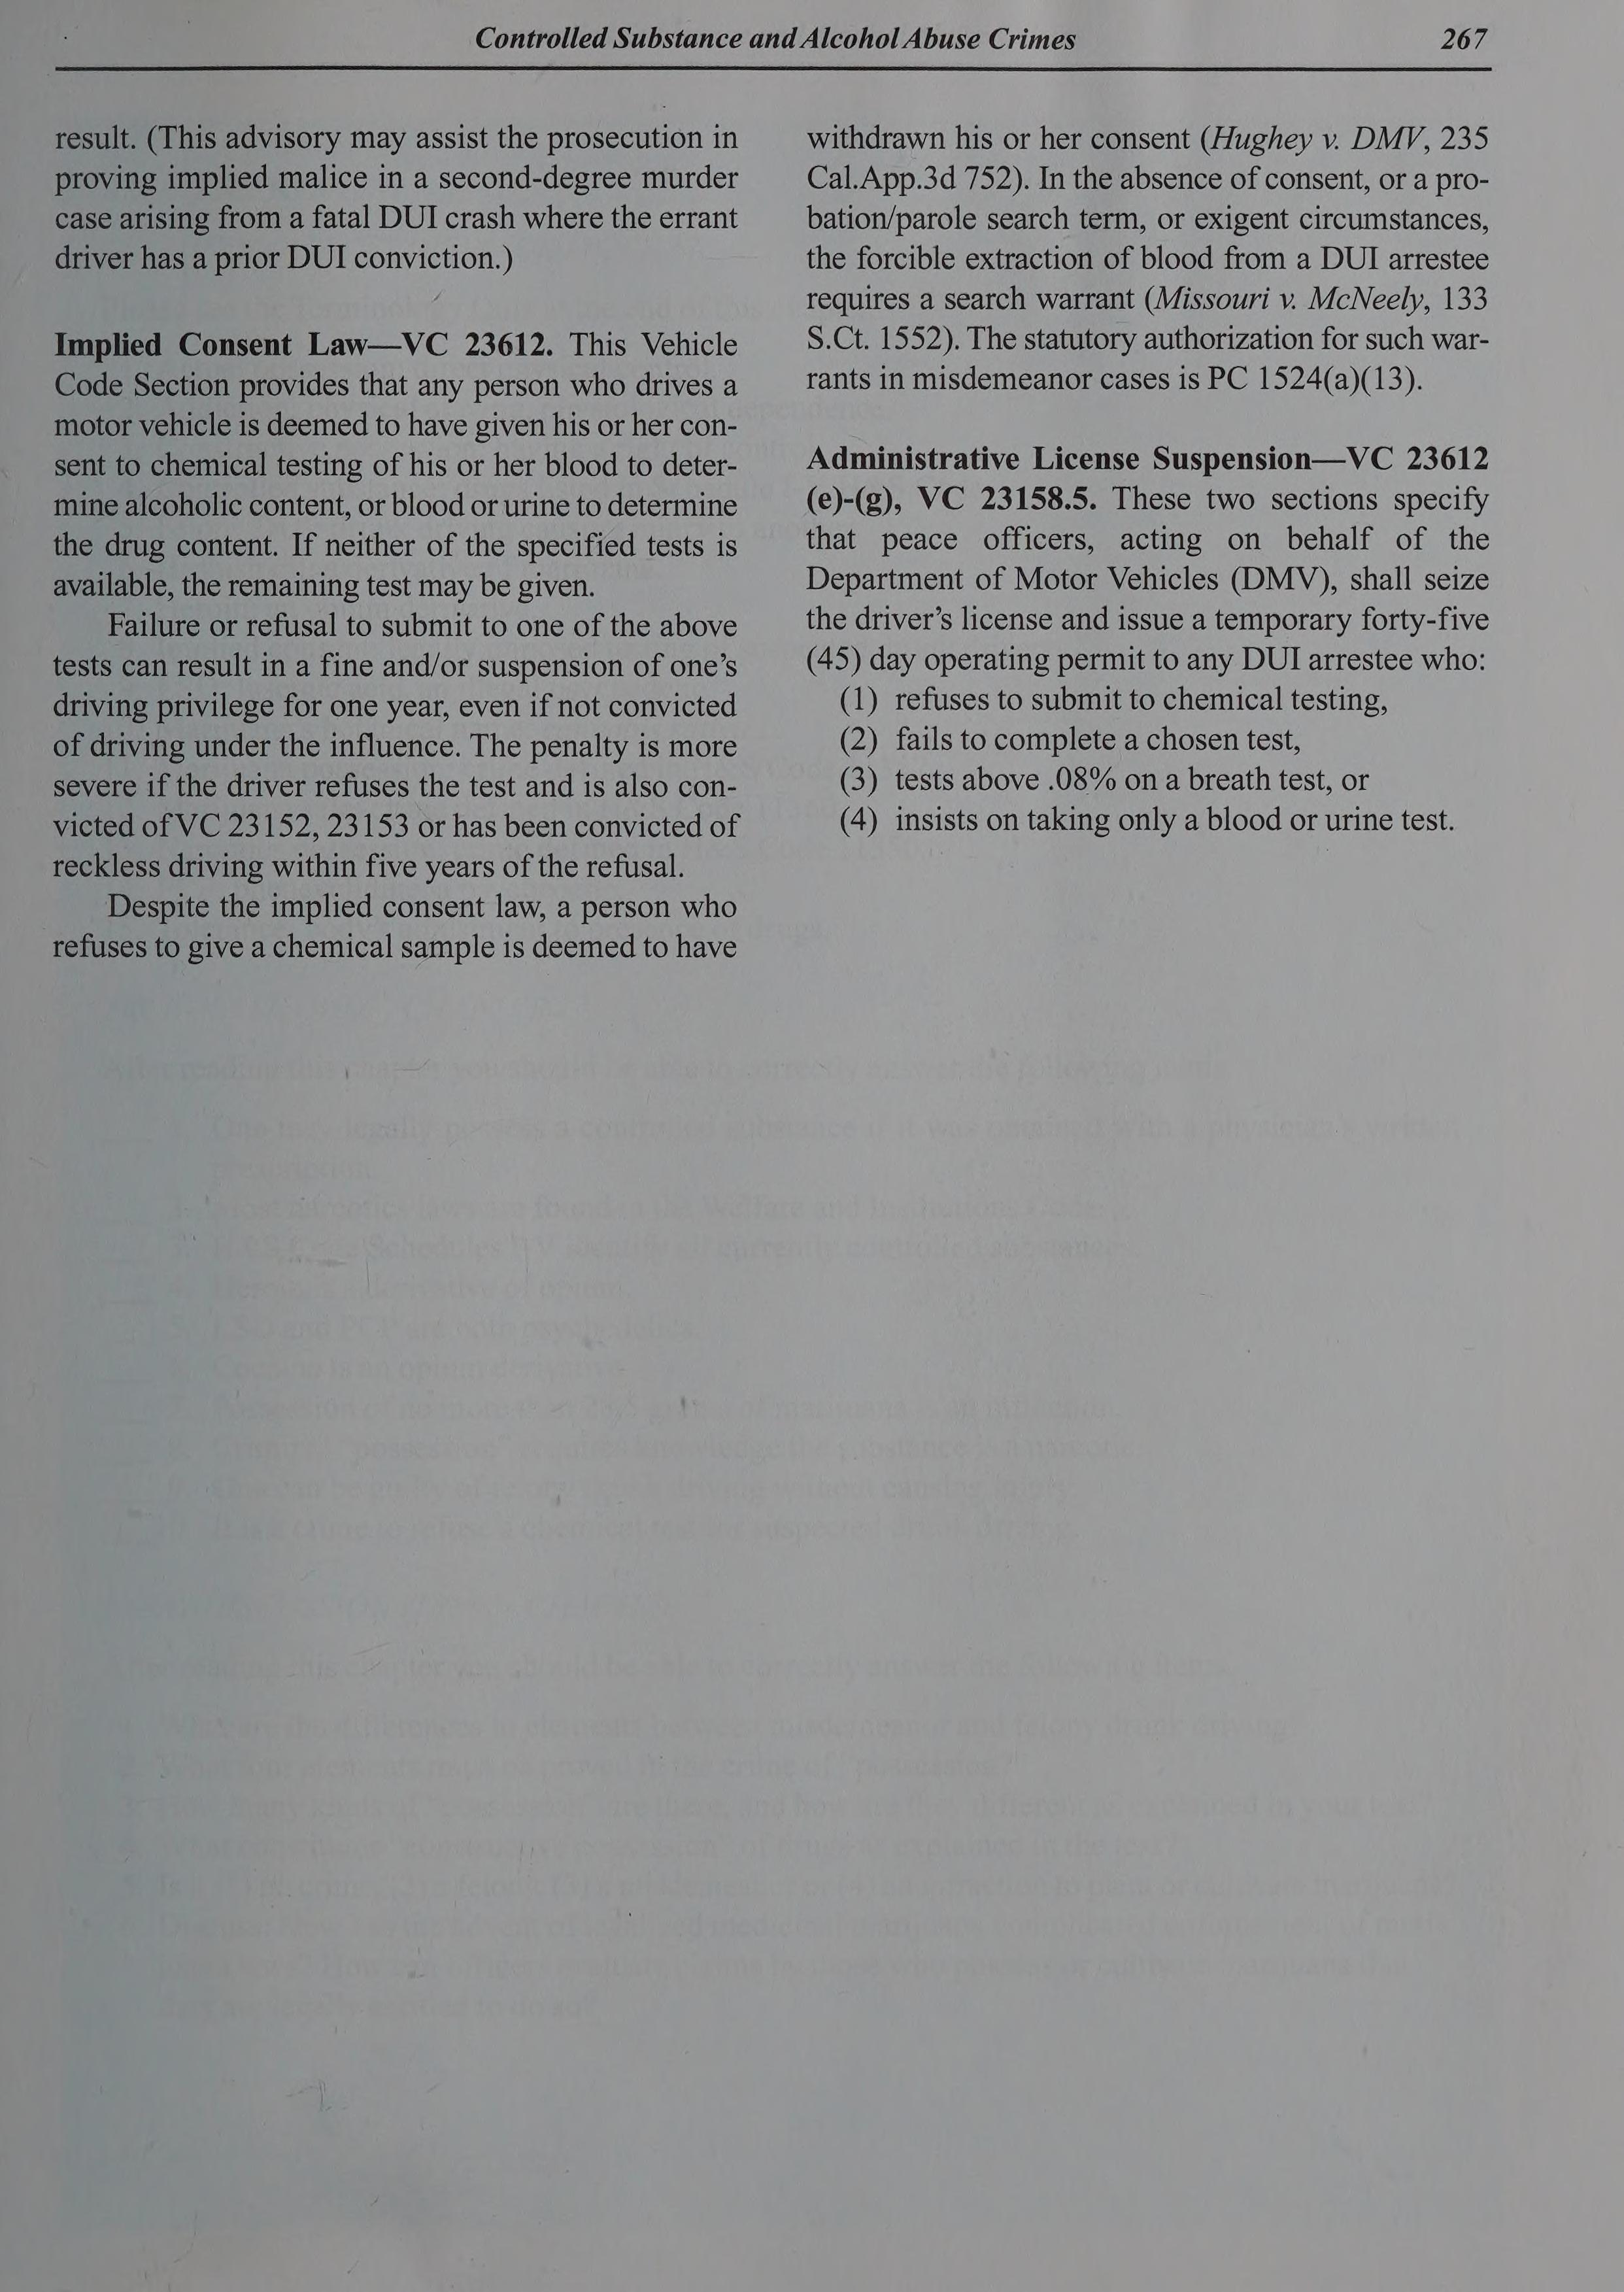 Controlled Substance and Alcohol Abuse Crimes 267
result. (This advisory may assist the prosecution in
proving implied malice in a second-degree murder
case arising from a fatal DUI crash where the errant
driver has a prior DUI conviction.)
Implied Consent Law—VC 23612. This Vehicle
Code Section provides that any person who drives a
motor vehicle is deemed to have given his or her con-
sent to chemical testing of his or her blood to deter-
mine alcoholic content, or blood or urine to determine
the drug content. If neither of the specified tests is
available, the remaining test may be given.
Failure or refusal to submit to one of the above
tests can result in a fine and/or suspension of one's
driving privilege for one year, even if not convicted
of driving under the influence. The penalty is more
severe if the driver refuses the test and is also con-
victed of VC 23152, 23153 or has been convicted of
reckless driving within five years of the refusal.
Despite the implied consent law, a person who
refuses to give a chemical sample is deemed to have
withdrawn his or her consent (Hughey v. DMV, 235
Cal.App.3d 752). In the absence of consent, or a pro-
bation/parole search term, or exigent circumstances,
the forcible extraction of blood from a DUI arrestee
requires a search warrant (Missouri v. McNeely, 133
S.Ct. 1552). The statutory authorization for such war-
rants in misdemeanor cases is PC 1524(a)(13).
Administrative License Suspension—VC 23612
(e)-(g), VC 23158.5. These two sections specify
that peace officers, acting on behalf of the
Department of Motor Vehicles (DMV), shall seize
the driver's license and issue a temporary forty-five
(45) day operating permit to any DUI arrestee who:
(1) refuses to submit to chemical testing,
(2) fails to complete a chosen test,
(3) tests above .08% on a breath test, or
(4) insists on taking only a blood or urine test.